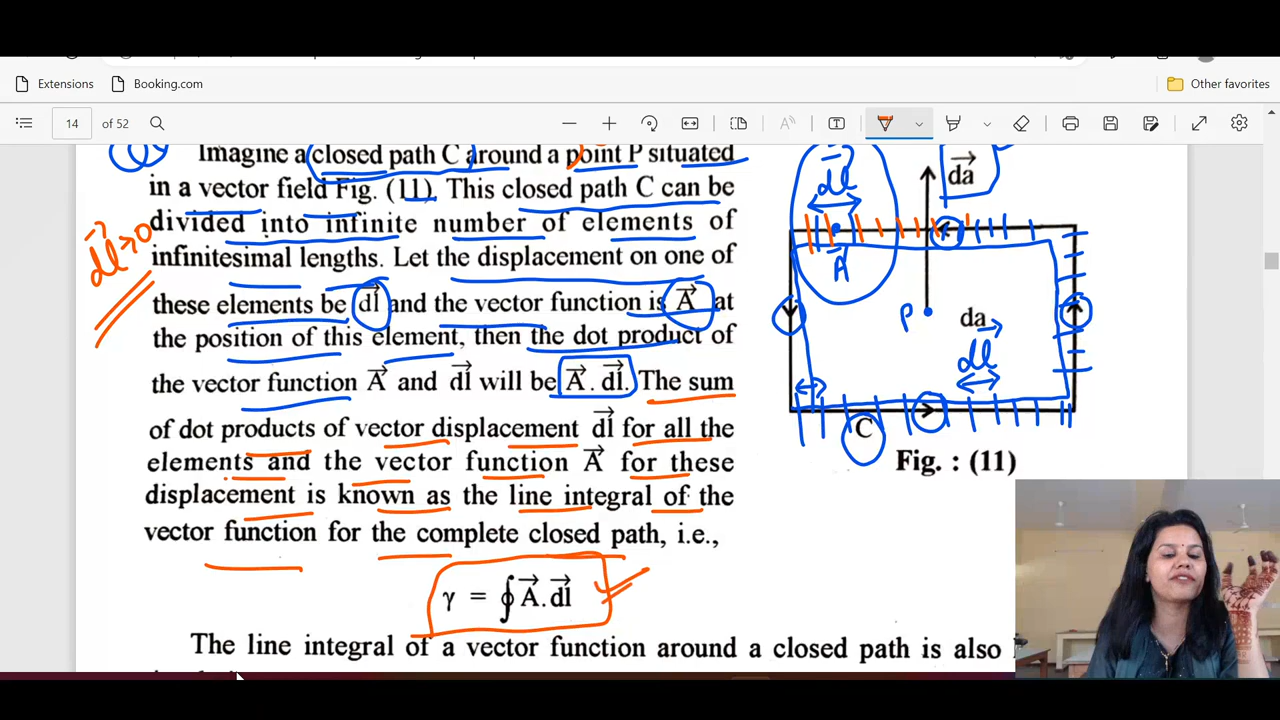 Extensions
Booking.com
Other favorites
14 of 52
Imagine a closed path C around a point P situated
in a vector field Fig. (11). This closed path C can be
divided into infinite number of elements of
infinitesimal lengths. Let the displacement on one of
these elements be dl⃗ and the vector function is A⃗ at
the position of this element, then the dot product of
the vector function A⃗ and dl⃗ will be A⃗ . dl⃗. The sum
of dot products of vector displacement dl⃗ for all the
elements and the vector function A⃗ for these
displacement is known as the line integral of the
vector function for the complete closed path, i.e.,
γ = ∮A⃗.dl⃗
The line integral of a vector function around a closed path is also
dl⃗→0
dl⃗
da⃗
A⃗
P
da
dl⃗
C
Fig. : (11)